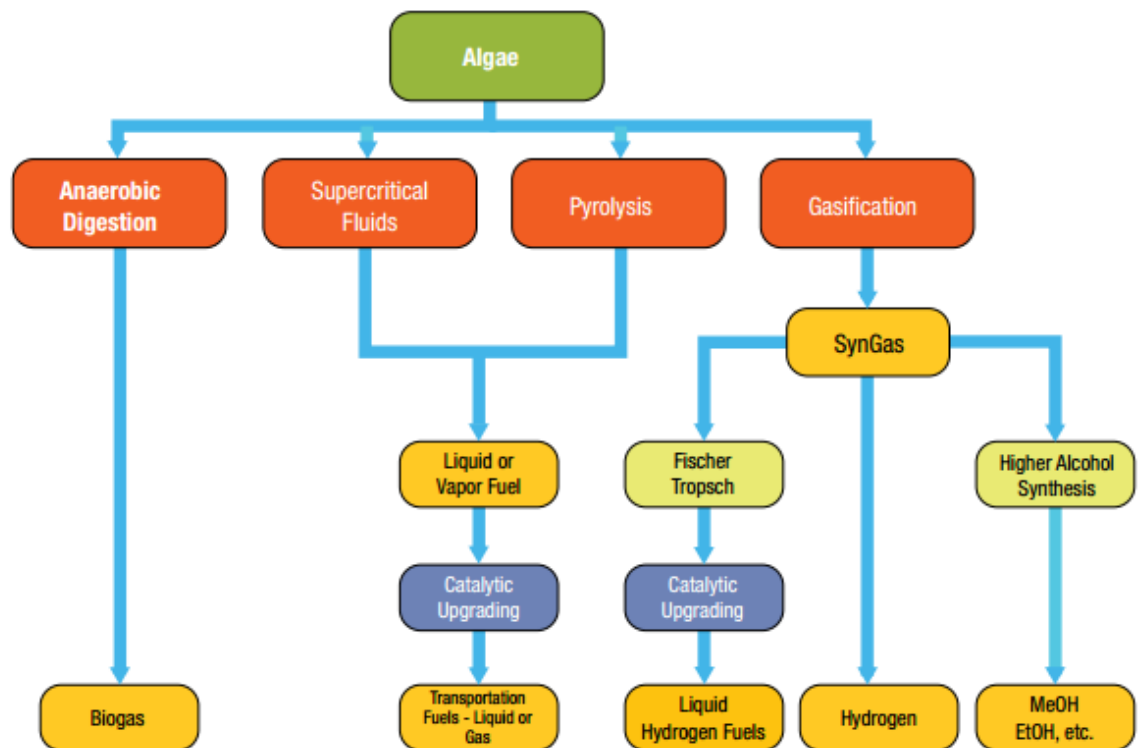 Algae
Anaerobic
Digestion
Supercritical
Fluids
Pyrolysis
Gasification
SynGas
Liquid or
Vapor Fuel
Fischer
Tropsch
Higher Alcohol
Synthesis
Catalytic
Upgrading
Catalytic
Upgrading
Biogas
Transportation
Fuels - Liquid or
Gas
Liquid
Hydrogen Fuels
Hydrogen
MeOH
EtOH, etc.